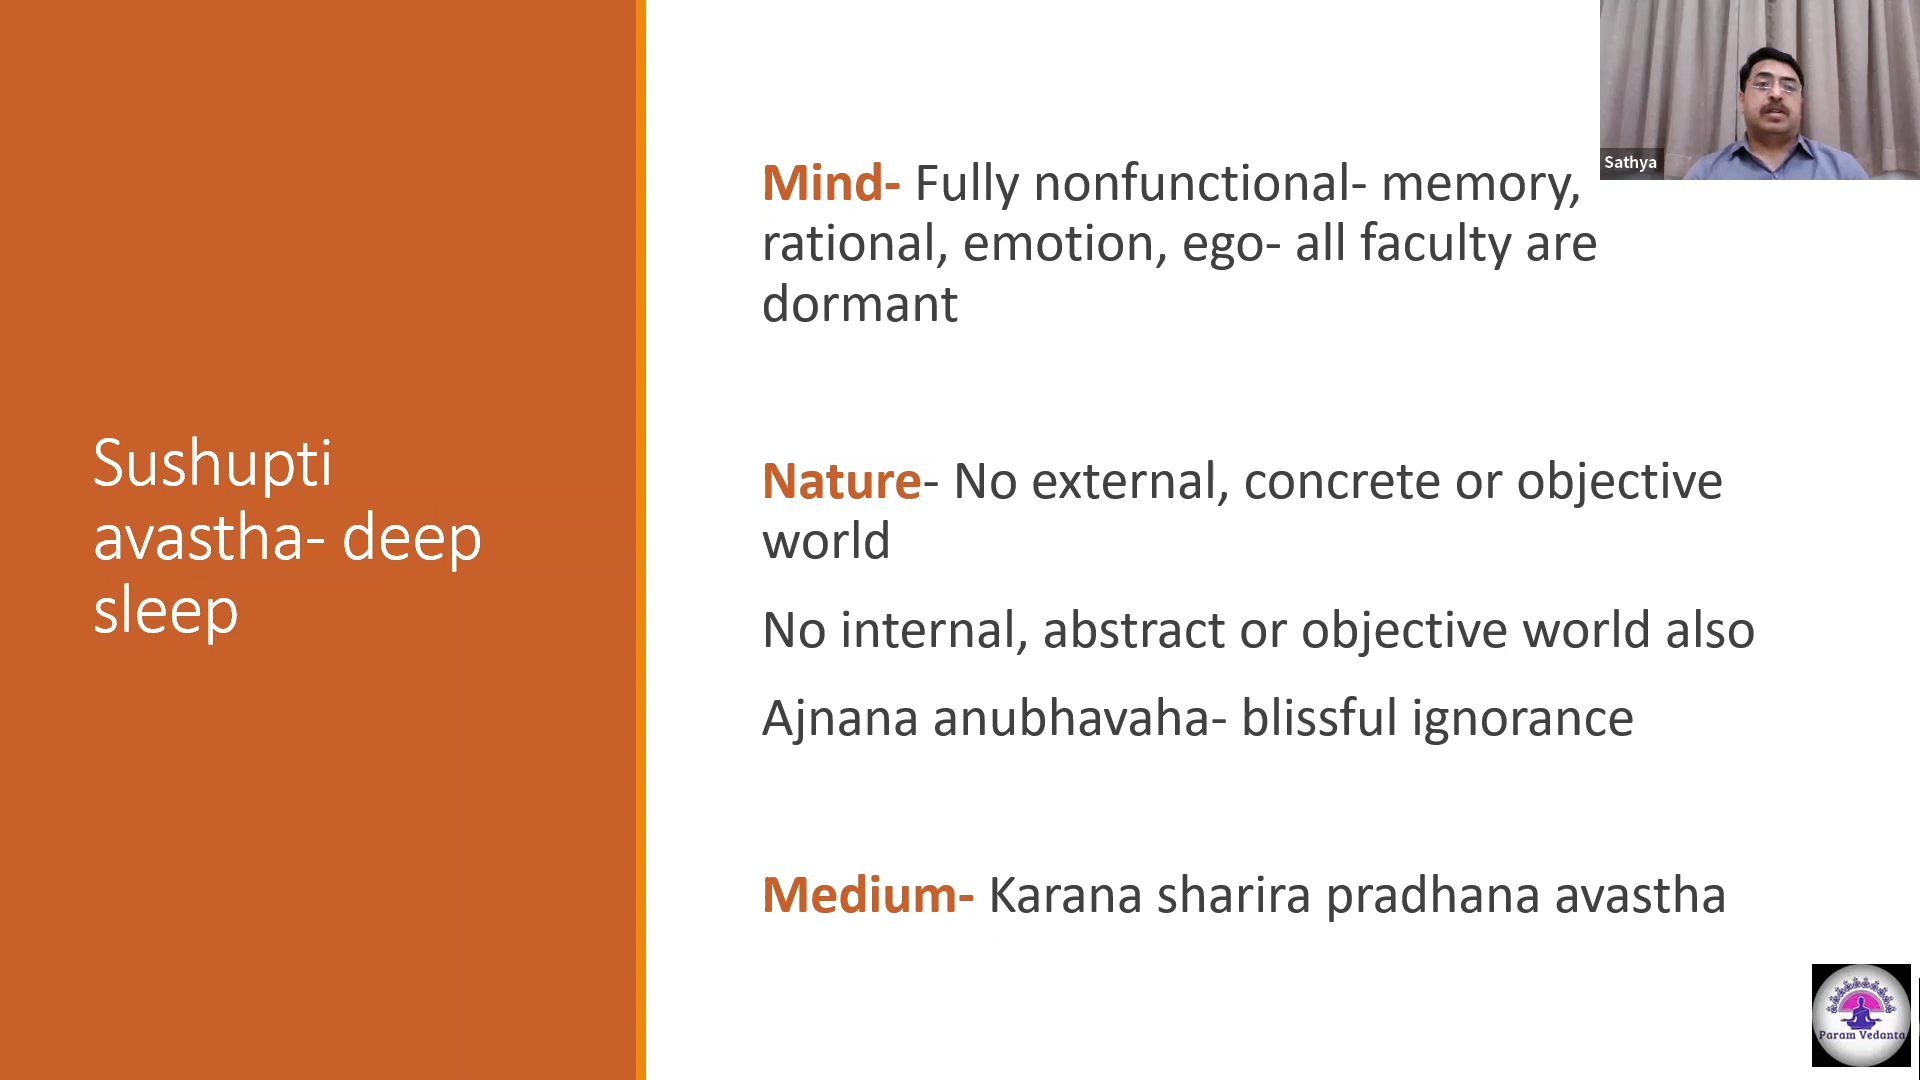 Sushupti
avastha- deep
sleep
Mind- Fully nonfunctional- memory,
rational, emotion, ego- all faculty are
dormant
Nature- No external, concrete or objective
world
No internal, abstract or objective world also
Ajnana anubhavaha- blissful ignorance
Medium- Karana sharira pradhana avastha
Sathya
Param Vedanta